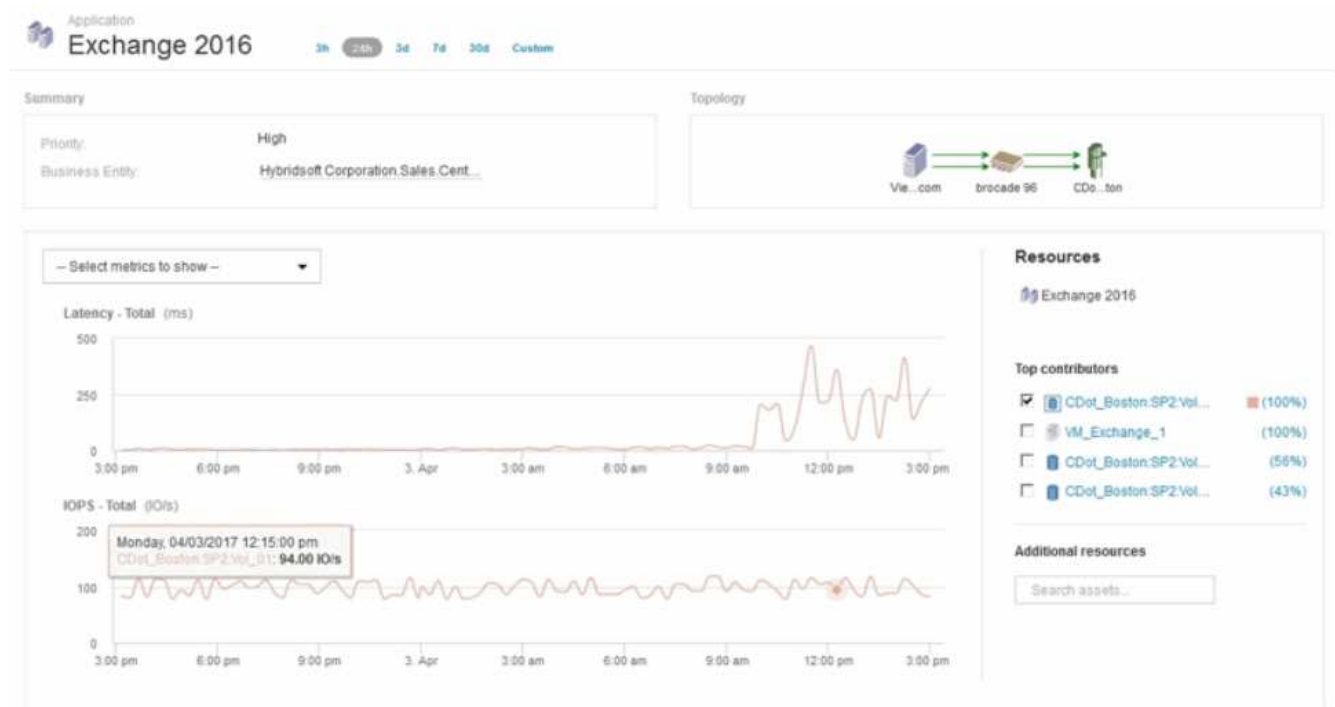 Application
Exchange 2016
3h 24h 3d 7d 30d Custom
Summary
Priority: High
Business Entity: Hybridsoft Corporation.Sales.Cent...
Topology
Vie...com brocade 96 CDo...ton
-- Select metrics to show --
Latency - Total (ms)
500
250
0
3:00 pm 6:00 pm 9:00 pm 3. Apr 3:00 am 6:00 am 9:00 am 12:00 pm 3:00 pm
IOPS - Total (IO/s)
200
Monday, 04/03/2017 12:15:00 pm
CDot_Boston:SP2:Vol_01: 94.00 IO/s
100
0
3:00 pm 6:00 pm 9:00 pm 3. Apr 3:00 am 6:00 am 9:00 am 12:00 pm 3:00 pm
Resources
Exchange 2016
Top contributors
CDot_Boston:SP2:Vol... (100%)
VM_Exchange_1 (100%)
CDot_Boston:SP2:Vol... (56%)
CDot_Boston:SP2:Vol... (43%)
Additional resources
Search assets...